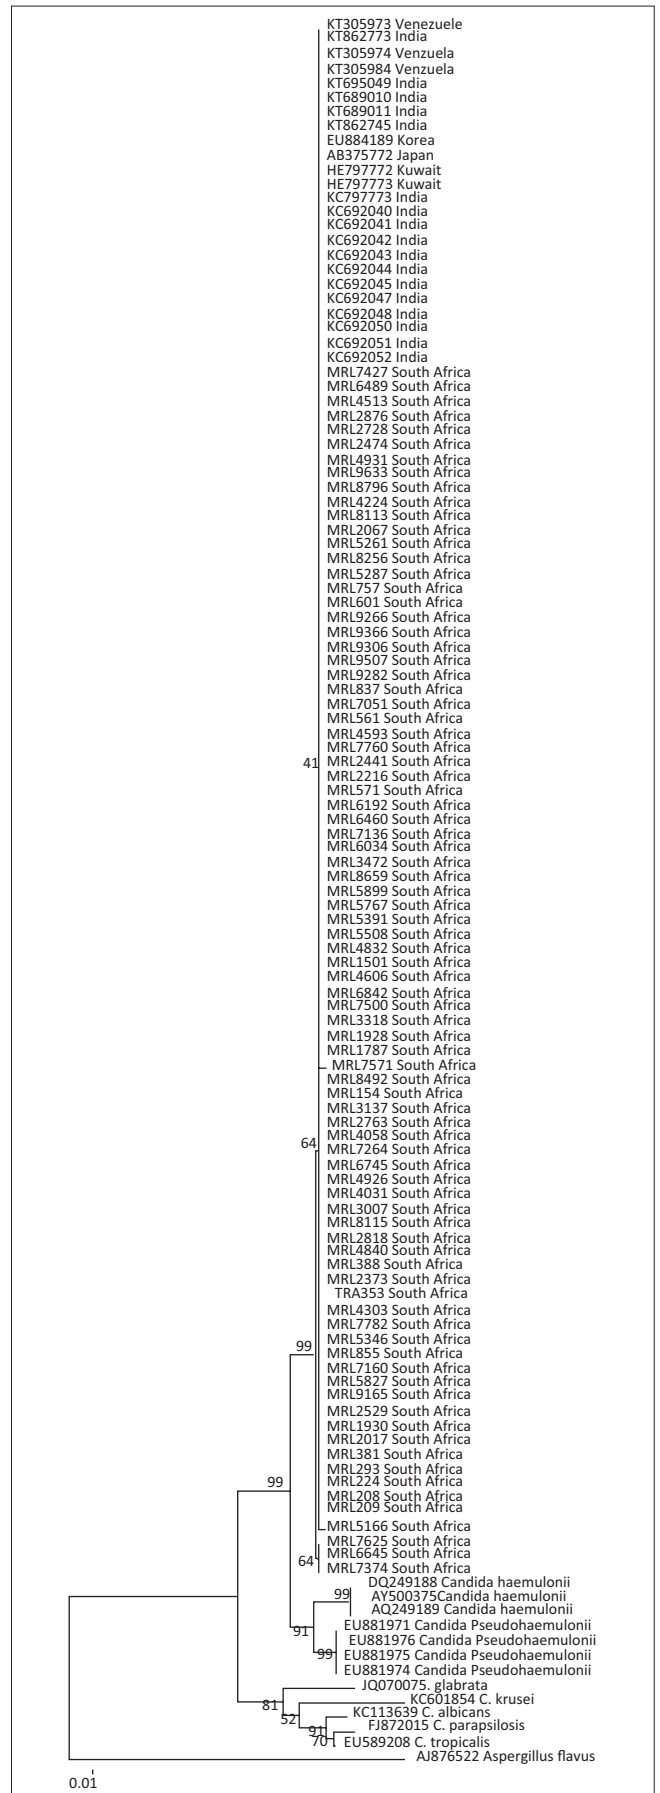 KT305973 Venezuele
KT862773 India
KT305974 Venzuela
KT305984 Venzuela
KT695049 India
KT689010 India
KT689011 India
KT862745 India
EU884189 Korea
AB375772 Japan
HE797772 Kuwait
HE797773 Kuwait
KC797773 India
KC692040 India
KC692041 India
KC692042 India
KC692043 India
KC692044 India
KC692045 India
KC692047 India
KC692048 India
KC692050 India
KC692051 India
KC692052 India
MRL7427 South Africa
MRL6489 South Africa
MRL4513 South Africa
MRL2876 South Africa
MRL2728 South Africa
MRL2474 South Africa
MRL4931 South Africa
MRL9633 South Africa
MRL8796 South Africa
MRL4224 South Africa
MRL8113 South Africa
MRL2067 South Africa
MRL5261 South Africa
MRL8256 South Africa
MRL5287 South Africa
MRL757 South Africa
MRL601 South Africa
MRL9266 South Africa
MRL9366 South Africa
MRL9306 South Africa
MRL9507 South Africa
MRL9282 South Africa
MRL837 South Africa
MRL7051 South Africa
MRL561 South Africa
MRL4593 South Africa
MRL7760 South Africa
MRL2441 South Africa
41
MRL2216 South Africa
MRL571 South Africa
MRL6192 South Africa
MRL6460 South Africa
MRL7136 South Africa
MRL6034 South Africa
MRL3472 South Africa
MRL8659 South Africa
MRL5899 South Africa
MRL5767 South Africa
MRL5391 South Africa
MRL5508 South Africa
MRL4832 South Africa
MRL1501 South Africa
MRL4606 South Africa
MRL6842 South Africa
MRL7500 South Africa
MRL3318 South Africa
MRL1928 South Africa
MRL1787 South Africa
MRL7571 South Africa
MRL8492 South Africa
MRL154 South Africa
MRL3137 South Africa
MRL2763 South Africa
MRL4058 South Africa
64
MRL7264 South Africa
MRL6745 South Africa
MRL4926 South Africa
MRL4031 South Africa
MRL3007 South Africa
MRL8115 South Africa
MRL2818 South Africa
MRL4840 South Africa
MRL388 South Africa
MRL2373 South Africa
TRA353 South Africa
MRL4303 South Africa
MRL7782 South Africa
MRL5346 South Africa
99
MRL855 South Africa
MRL7160 South Africa
MRL5827 South Africa
MRL9165 South Africa
MRL2529 South Africa
MRL1930 South Africa
MRL2017 South Africa
MRL381 South Africa
MRL293 South Africa
99
MRL224 South Africa
MRL208 South Africa
MRL209 South Africa
MRL5166 South Africa
MRL7625 South Africa
MRL6645 South Africa
64
MRL7374 South Africa
DQ249188 Candida haemulonii
99
AY500375Candida haemulonii
AQ249189 Candida haemulonii
EU881971 Candida Pseudohaemulonii
91
EU881976 Candida Pseudohaemulonii
99
EU881975 Candida Pseudohaemulonii
EU881974 Candida Pseudohaemulonii
JQ070075. glabrata
81
KC601854 C. krusei
52
KC113639 C. albicans
91
FJ872015 C. parapsilosis
70
EU589208 C. tropicalis
AJ876522 Aspergillus flavus
0.01